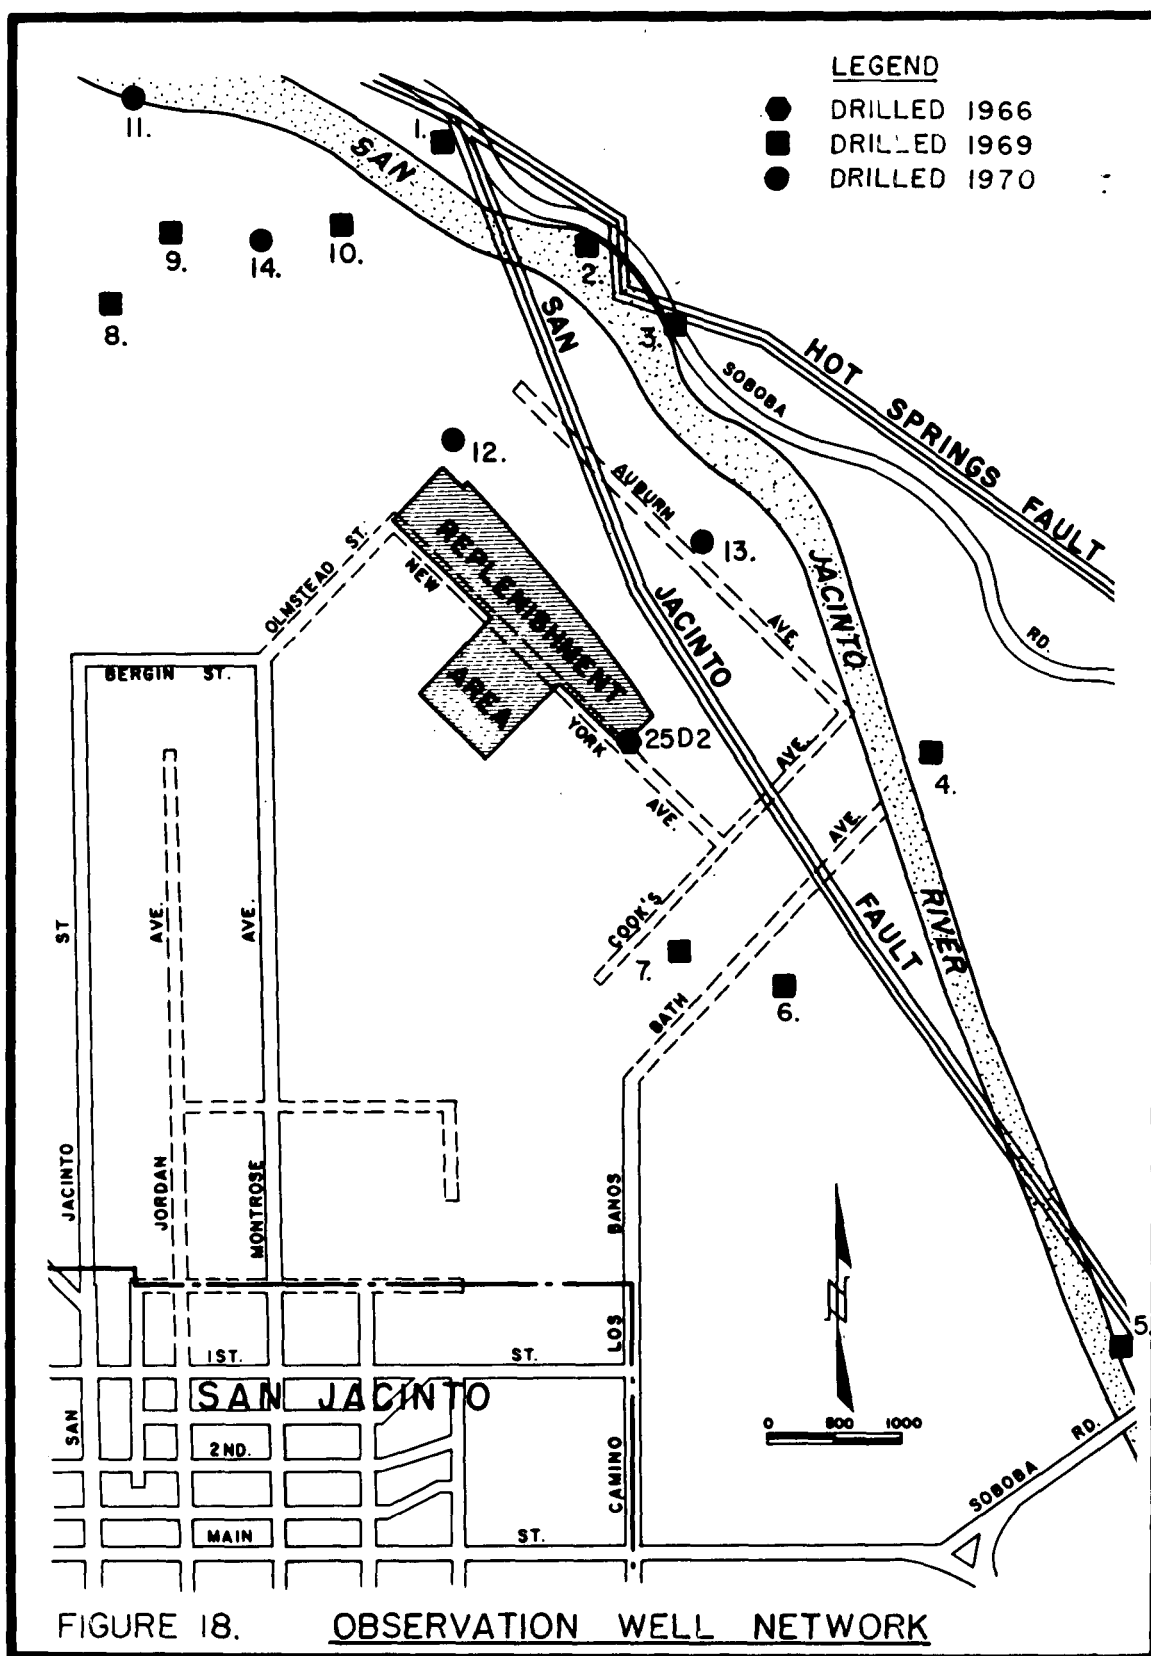 LEGEND
DRILLED 1966
DRILLED 1969
DRILLED 1970
11.
1.
SAN
9.
14.
10.
2.
8.
SAN
3.
HOT SPRINGS FAULT
SOBOBA
12.
AUBURN
13.
REPLENISHMENT
OLMSTEAD ST.
NEW
JACINTO
JACINTO
AVE.
RD.
BERGIN ST.
AREA
YORK
25D2
AVE.
4.
AVE.
AVE.
ST
AVE.
AVE.
COOK'S
FAULT
RIVER
7.
BATH
6.
JACINTO
JORDAN
MONTROSE
BANOS
5.
LOS
1ST.
ST.
SAN JACINTO
0 500 1000
SAN
2ND.
CAMINO
SOBOBA RD.
MAIN
ST.
FIGURE 18. OBSERVATION WELL NETWORK